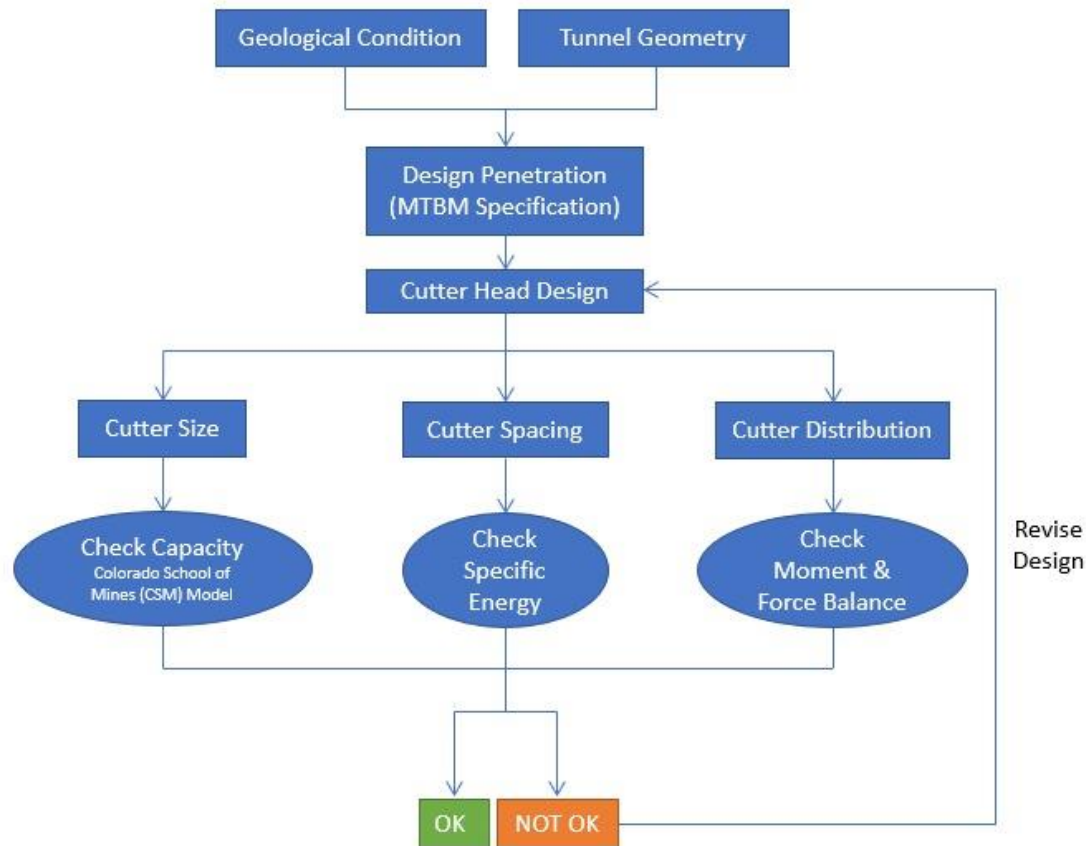 Geological Condition
Tunnel Geometry
Design Penetration
(MTBM Specification)
Cutter Head Design
Cutter Size
Cutter Spacing
Cutter Distribution
Check Capacity
Colorado School of
Mines (CSM) Model
Check
Specific
Energy
Check
Moment &
Force Balance
Revise
Design
OK
NOT OK